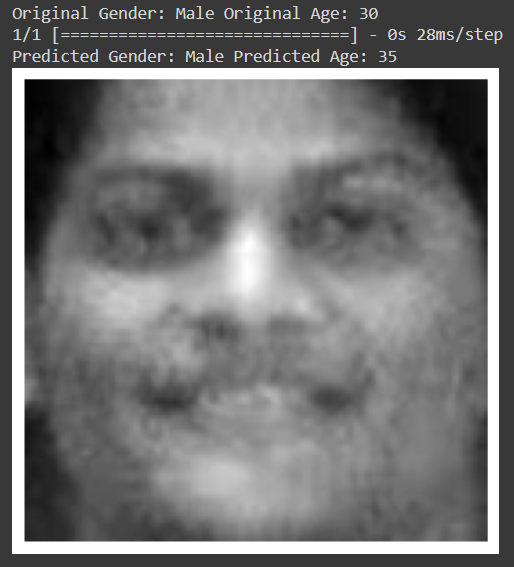 Original Gender: Male Original Age: 30
1/1 [==============================] - 0s 28ms/step
Predicted Gender: Male Predicted Age: 35